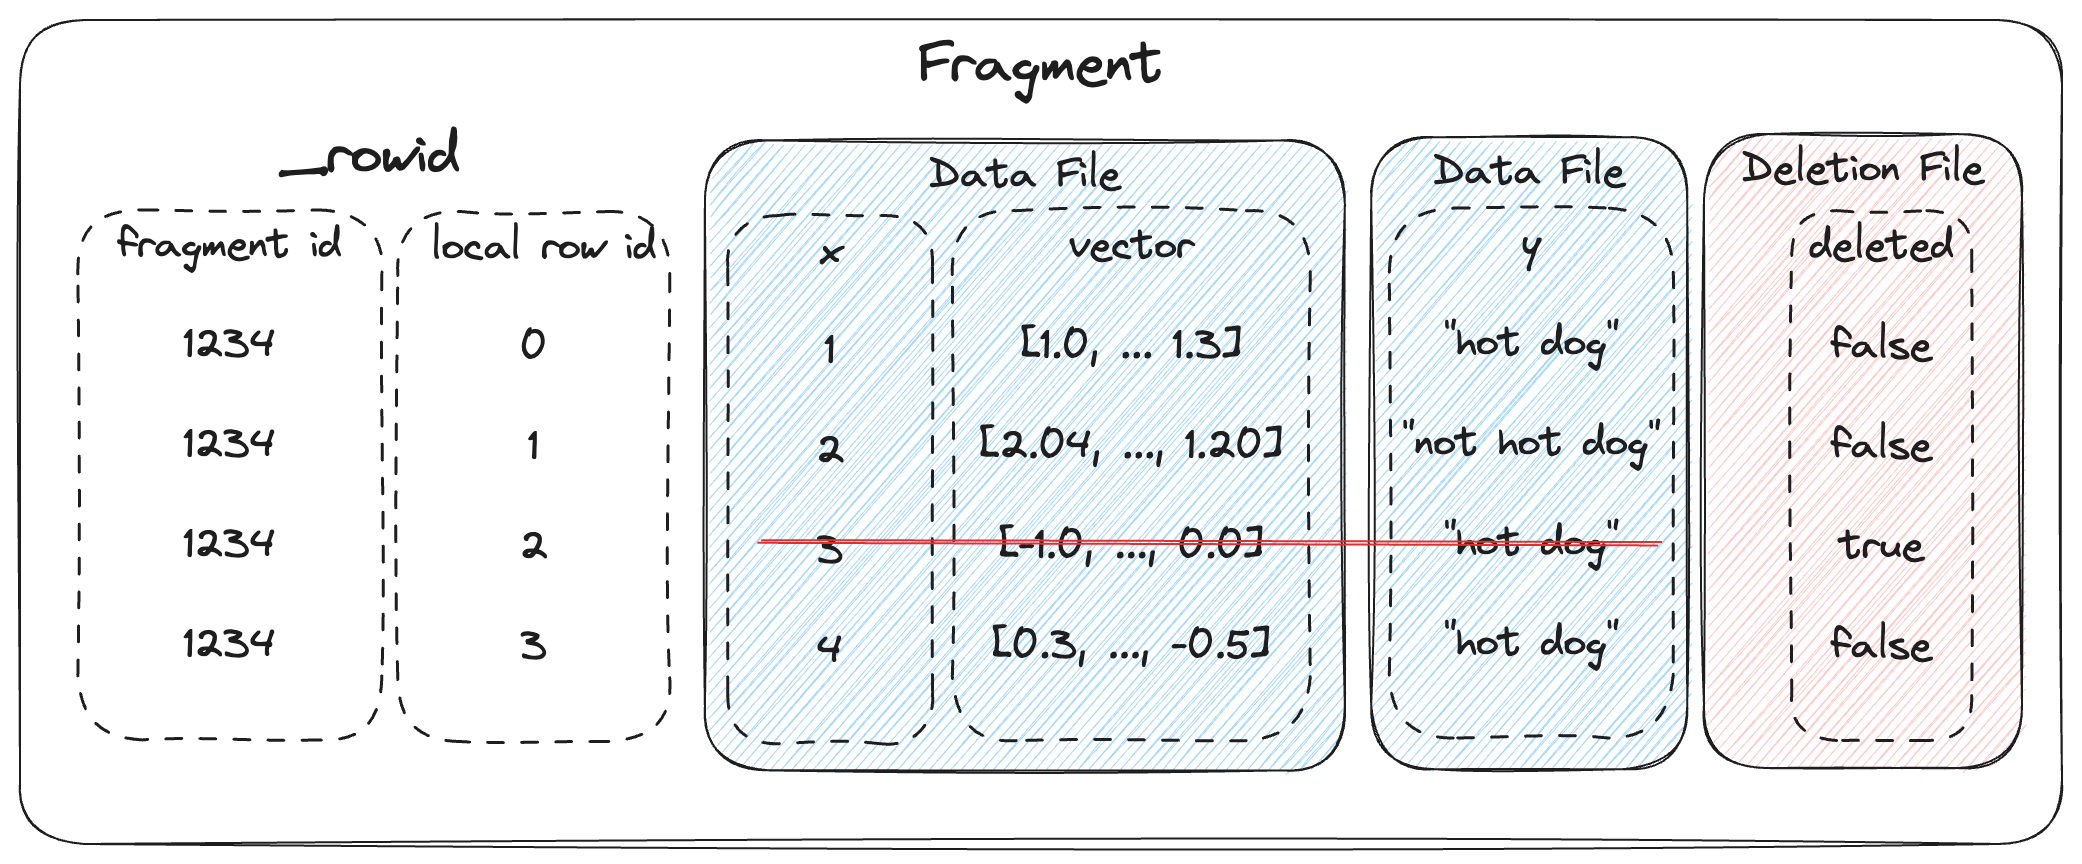 Fragment
_rowid
Data File
Data File
Deletion File
fragment id
local row id
x
vector
y
deleted
1234
0
1
[1.0, ... 1.3]
"hot dog"
false
1234
1
2
[2.04, ..., 1.20]
"not hot dog"
false
1234
2
3
[-1.0, ..., 0.0]
"hot dog"
true
1234
3
4
[0.3, ..., -0.5]
"hot dog"
false